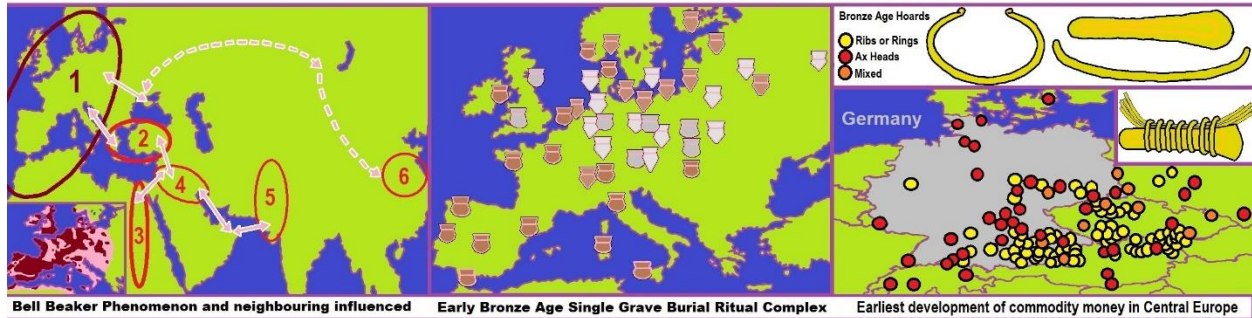 1
2
3
4
5
6
Bell Beaker Phenomenon and neighbouring influenced
Early Bronze Age Single Grave Burial Ritual Complex
Bronze Age Hoards
Ribs or Rings
Ax Heads
Mixed
Germany
Earliest development of commodity money in Central Europe